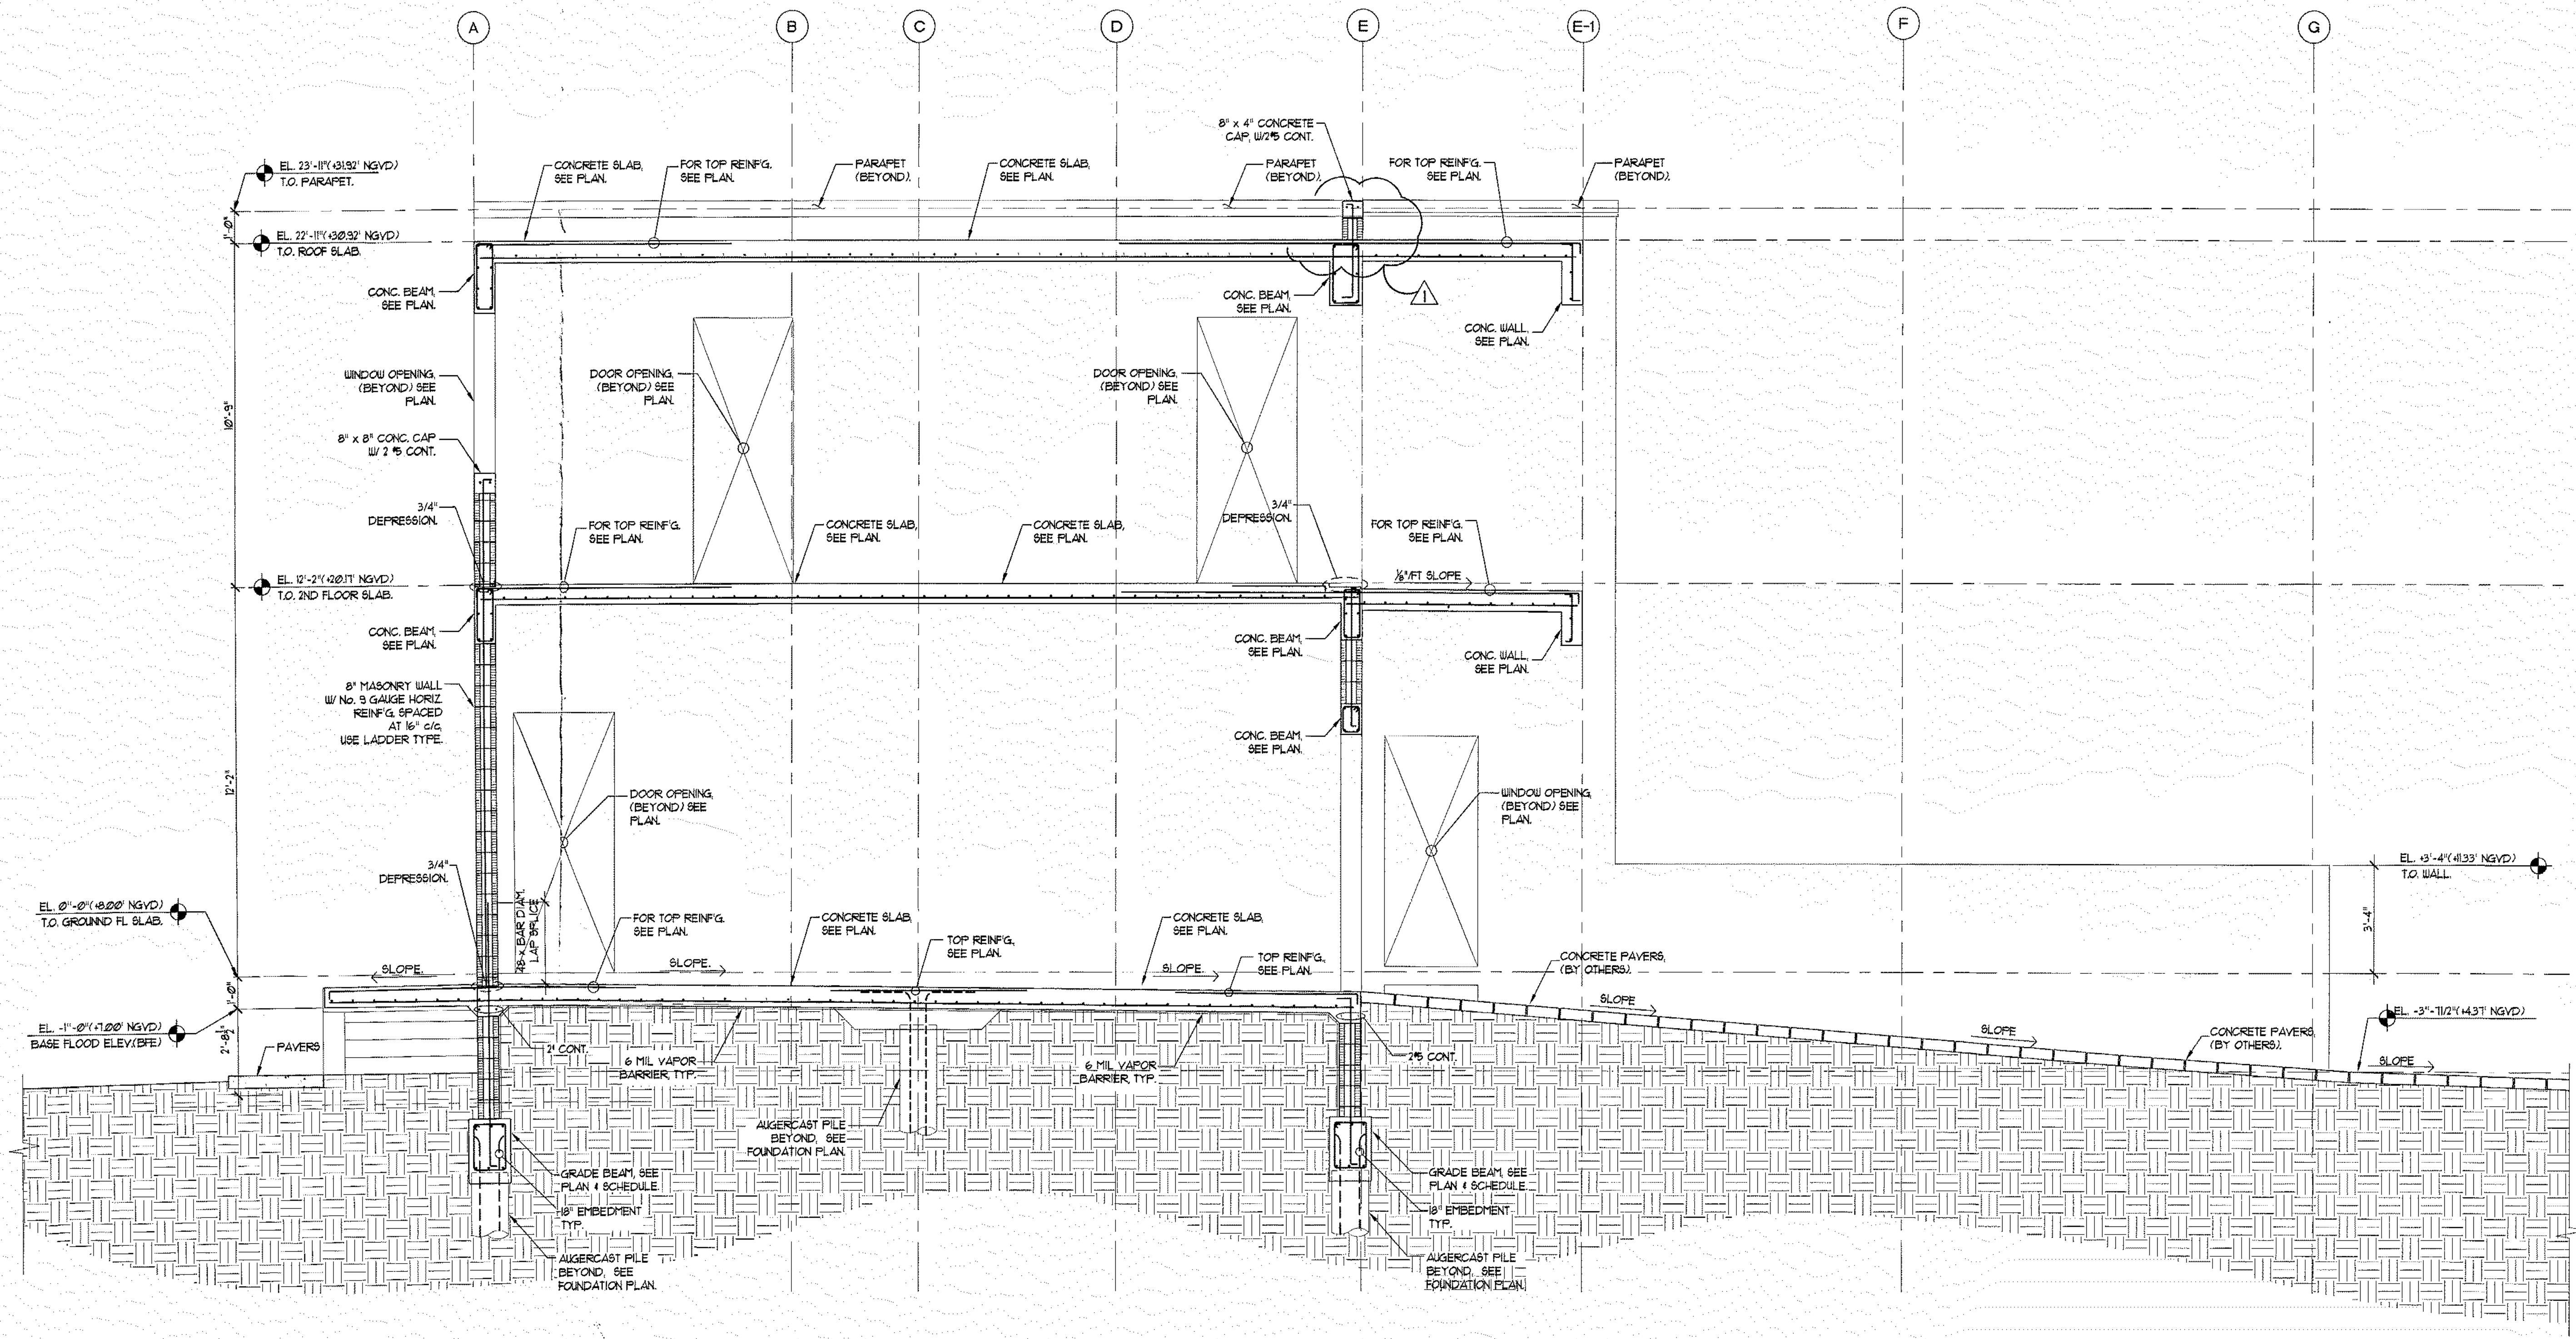 A
B
C
D
E
E-1
F
G
8" x 4" CONCRETE
CAP, W/2#5 CONT.
EL. 23'-11"(+31.92' NGVD)
T.O. PARAPET.
CONCRETE SLAB,
SEE PLAN.
FOR TOP REINF'G.
SEE PLAN.
PARAPET
(BEYOND).
CONCRETE SLAB,
SEE PLAN.
PARAPET
(BEYOND).
FOR TOP REINF'G.
SEE PLAN.
PARAPET
(BEYOND).
1'-0"
EL. 22'-11"(+30.92' NGVD)
T.O. ROOF SLAB.
CONC. BEAM,
SEE PLAN.
CONC. BEAM,
SEE PLAN.
1
CONC. WALL,
SEE PLAN.
10'-9"
WINDOW OPENING,
(BEYOND) SEE
PLAN.
DOOR OPENING,
(BEYOND) SEE
PLAN.
DOOR OPENING,
(BEYOND) SEE
PLAN.
8" x 8" CONC. CAP
W/ 2 #5 CONT.
3/4"
DEPRESSION.
FOR TOP REINF'G.
SEE PLAN.
CONCRETE SLAB,
SEE PLAN.
CONCRETE SLAB,
SEE PLAN.
3/4"
DEPRESSION.
FOR TOP REINF'G.
SEE PLAN.
EL. 12'-2"(+20.17' NGVD)
T.O. 2ND FLOOR SLAB.
1/8"/FT SLOPE
CONC. BEAM,
SEE PLAN.
CONC. BEAM,
SEE PLAN.
CONC. WALL,
SEE PLAN.
8" MASONRY WALL
W/ No. 9 GAUGE HORIZ.
REINF'G. SPACED
AT 16" c/c,
USE LADDER TYPE.
CONC. BEAM,
SEE PLAN.
12'-2"
DOOR OPENING,
(BEYOND) SEE
PLAN.
WINDOW OPENING,
(BEYOND) SEE
PLAN.
3/4"
DEPRESSION.
48 x BAR DIAM.
LAP SPLICE
EL. +3'-4"(+11.33' NGVD)
T.O. WALL.
3'-4"
EL. 0"-0"(+8.00' NGVD)
T.O. GROUNND FL SLAB.
FOR TOP REINF'G.
SEE PLAN.
CONCRETE SLAB,
SEE PLAN.
TOP REINF'G,
SEE PLAN.
CONCRETE SLAB,
SEE PLAN.
TOP REINF'G,
SEE PLAN.
CONCRETE PAVERS,
(BY OTHERS).
SLOPE.
SLOPE.
SLOPE.
SLOPE
1'-0"
EL. -1"-0"(+7.00' NGVD)
BASE FLOOD ELEV.(BFE)
2'-8 1/2"
PAVERS
2" CONT.
6 MIL VAPOR
BARRIER, TYP.
6 MIL VAPOR
BARRIER, TYP.
2#5 CONT.
EL. -3"-7 1/2"(+4.37' NGVD)
SLOPE
CONCRETE PAVERS,
(BY OTHERS).
SLOPE
AUGERCAST PILE
BEYOND, SEE
FOUNDATION PLAN.
GRADE BEAM, SEE
PLAN & SCHEDULE.
18" EMBEDMENT
TYP.
AUGERCAST PILE
BEYOND, SEE
FOUNDATION PLAN.
GRADE BEAM, SEE
PLAN & SCHEDULE.
18" EMBEDMENT
TYP.
AUGERCAST PILE
BEYOND, SEE
FOUNDATION PLAN.